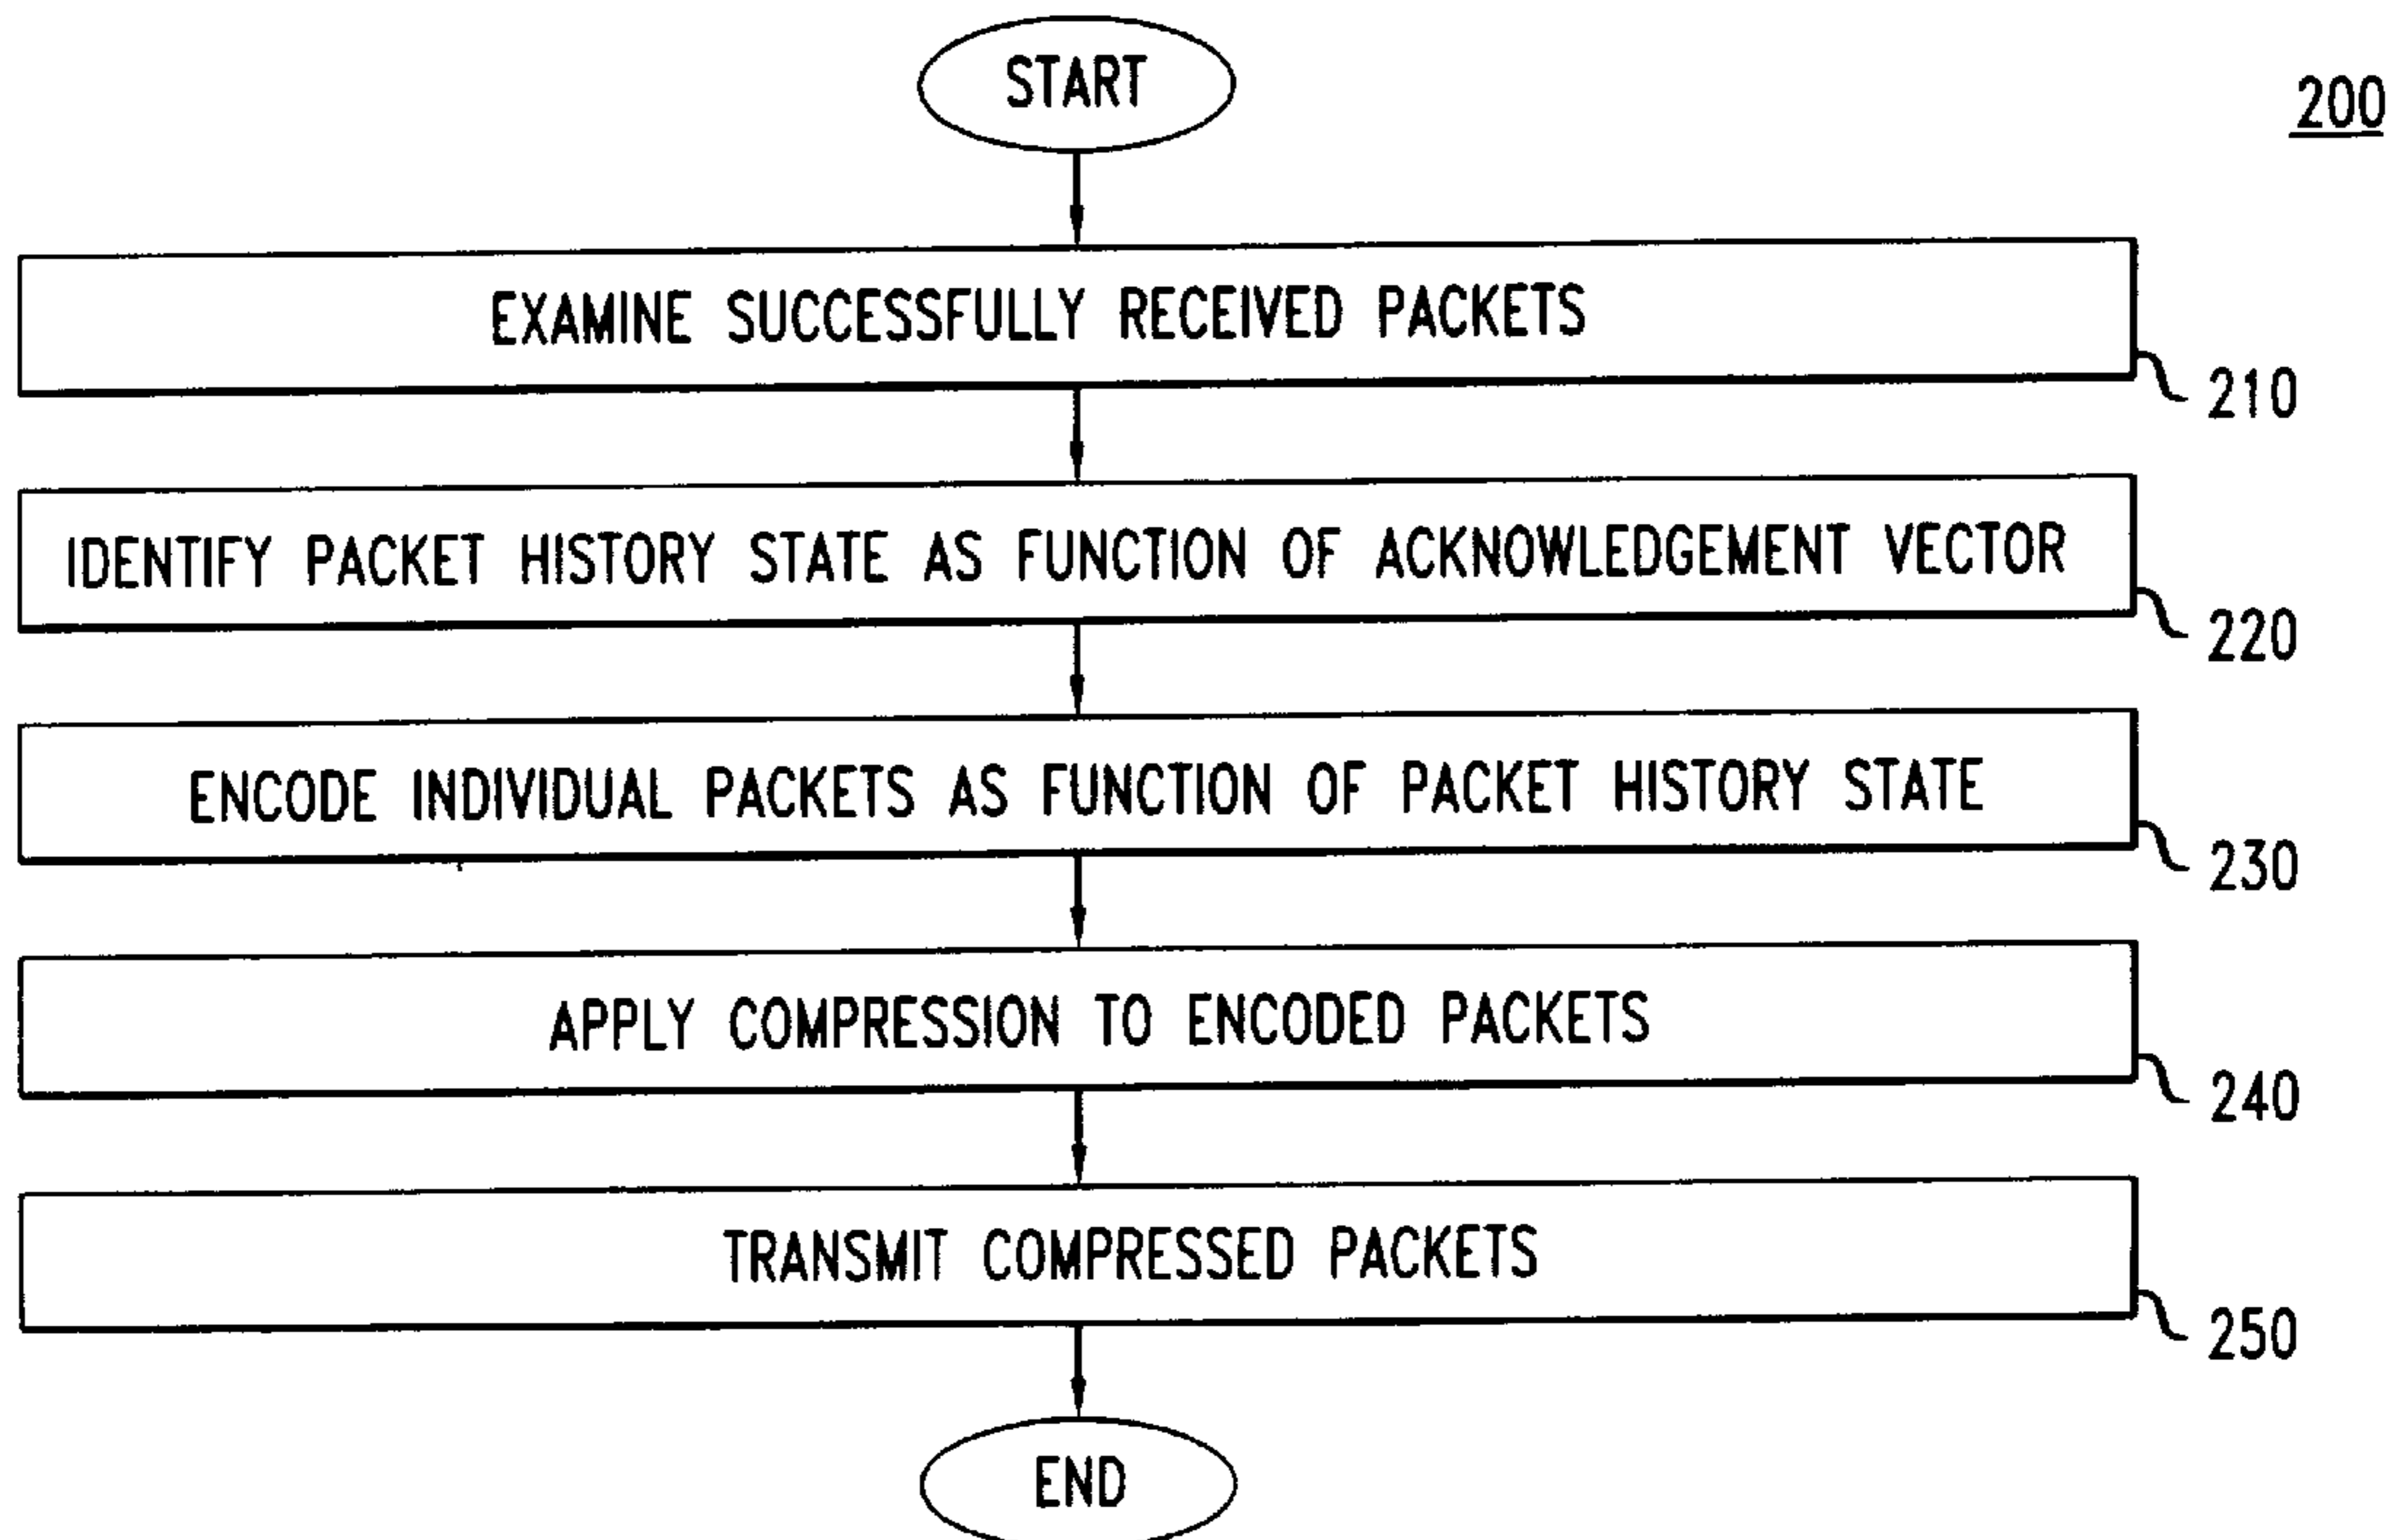 START
200
EXAMINE SUCCESSFULLY RECEIVED PACKETS
210
IDENTIFY PACKET HISTORY STATE AS FUNCTION OF ACKNOWLEDGEMENT VECTOR
220
ENCODE INDIVIDUAL PACKETS AS FUNCTION OF PACKET HISTORY STATE
230
APPLY COMPRESSION TO ENCODED PACKETS
240
TRANSMIT COMPRESSED PACKETS
250
END